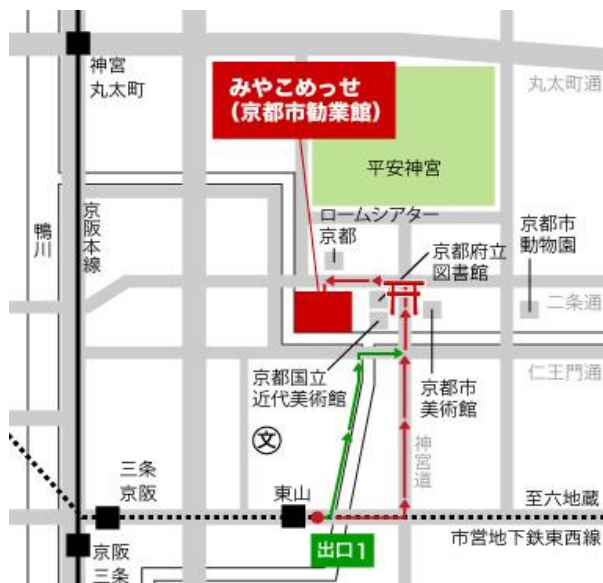 神宮
丸太町
みやこめっせ
(京都市勧業館)
丸太町通
平安神宮
鴨川
京阪本線
ロームシアター
京都
京都府立
図書館
京都市
動物園
二条通
京都国立
近代美術館
京都市
美術館
仁王門通
文
神宮道
三条
京阪
東山
至六地蔵
出口1
市営地下鉄東西線
京阪
三条